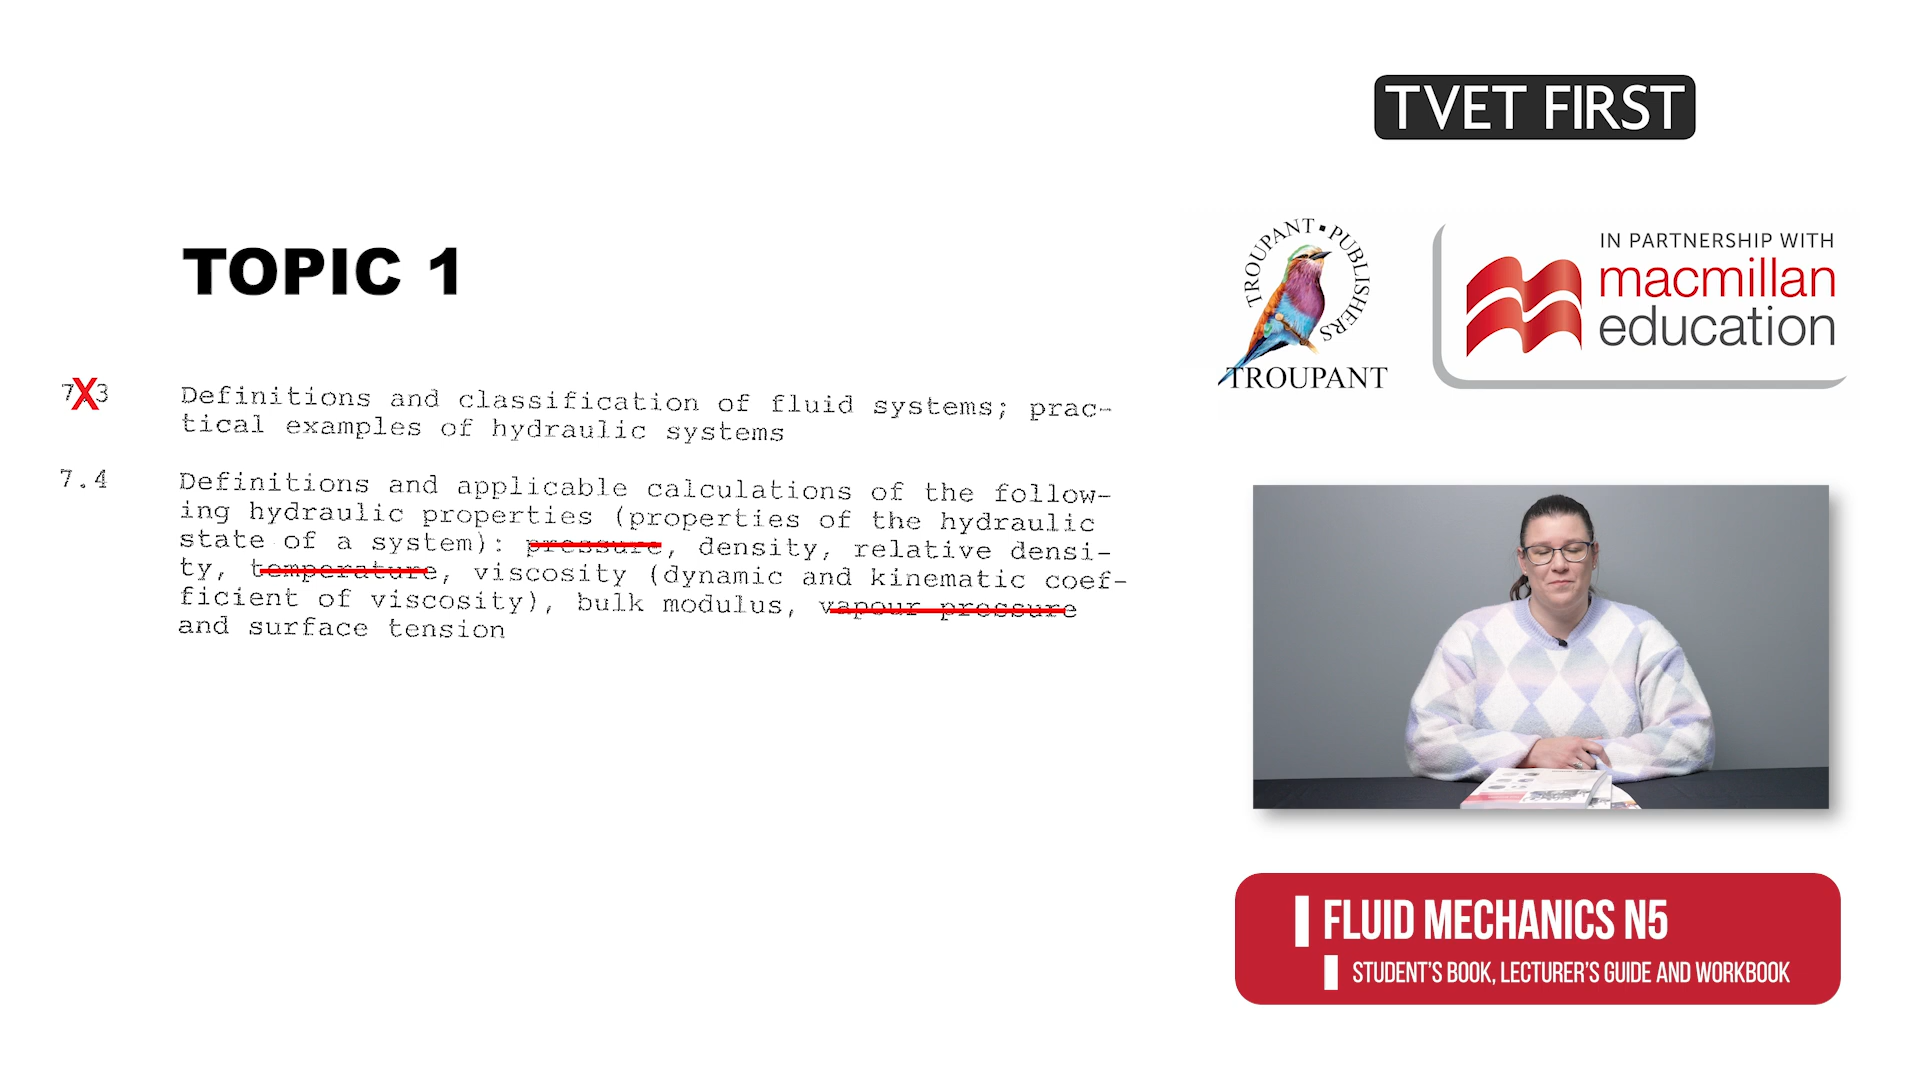 TVET FIRST
TROUPANT PUBLISHERS
TROUPANT
IN PARTNERSHIP WITH
macmillan
education
TOPIC 1
7.3 Definitions and classification of fluid systems; prac-
tical examples of hydraulic systems
7.4 Definitions and applicable calculations of the follow-
ing hydraulic properties (properties of the hydraulic
state of a system): pressure, density, relative densi-
ty, temperature, viscosity (dynamic and kinematic coef-
ficient of viscosity), bulk modulus, vapour pressure
and surface tension
FLUID MECHANICS N5
STUDENT'S BOOK, LECTURER'S GUIDE AND WORKBOOK